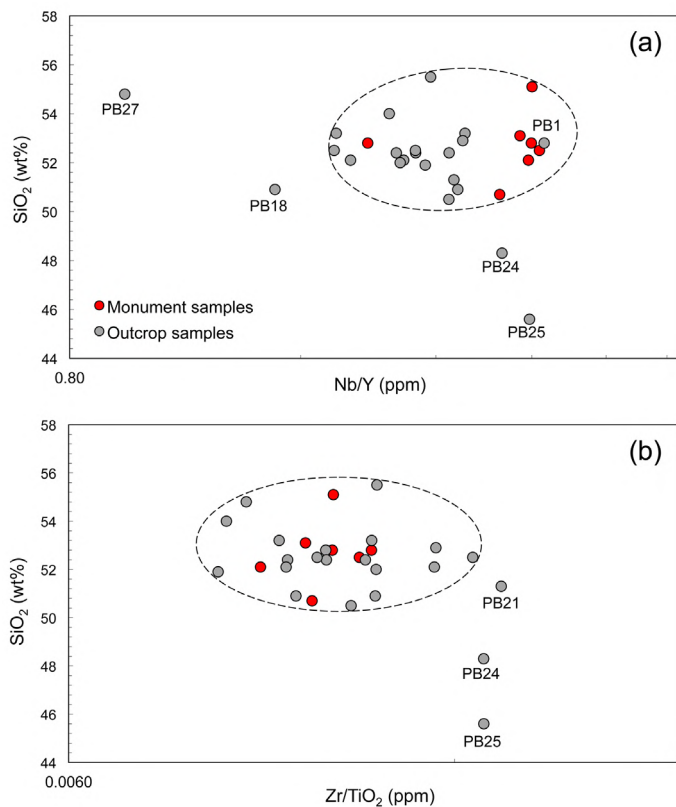 (a)
58
56
54
52
50
48
46
44
SiO2 (wt%)
PB27
PB1
PB18
PB24
PB25
Monument samples
Outcrop samples
0.80
Nb/Y (ppm)
(b)
58
56
54
52
50
48
46
44
SiO2 (wt%)
PB21
PB24
PB25
0.0060
Zr/TiO2 (ppm)